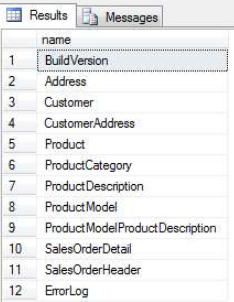 Results Messages
name
1 BuildVersion
2 Address
3 Customer
4 CustomerAddress
5 Product
6 ProductCategory
7 ProductDescription
8 ProductModel
9 ProductModelProductDescription
10 SalesOrderDetail
11 SalesOrderHeader
12 ErrorLog